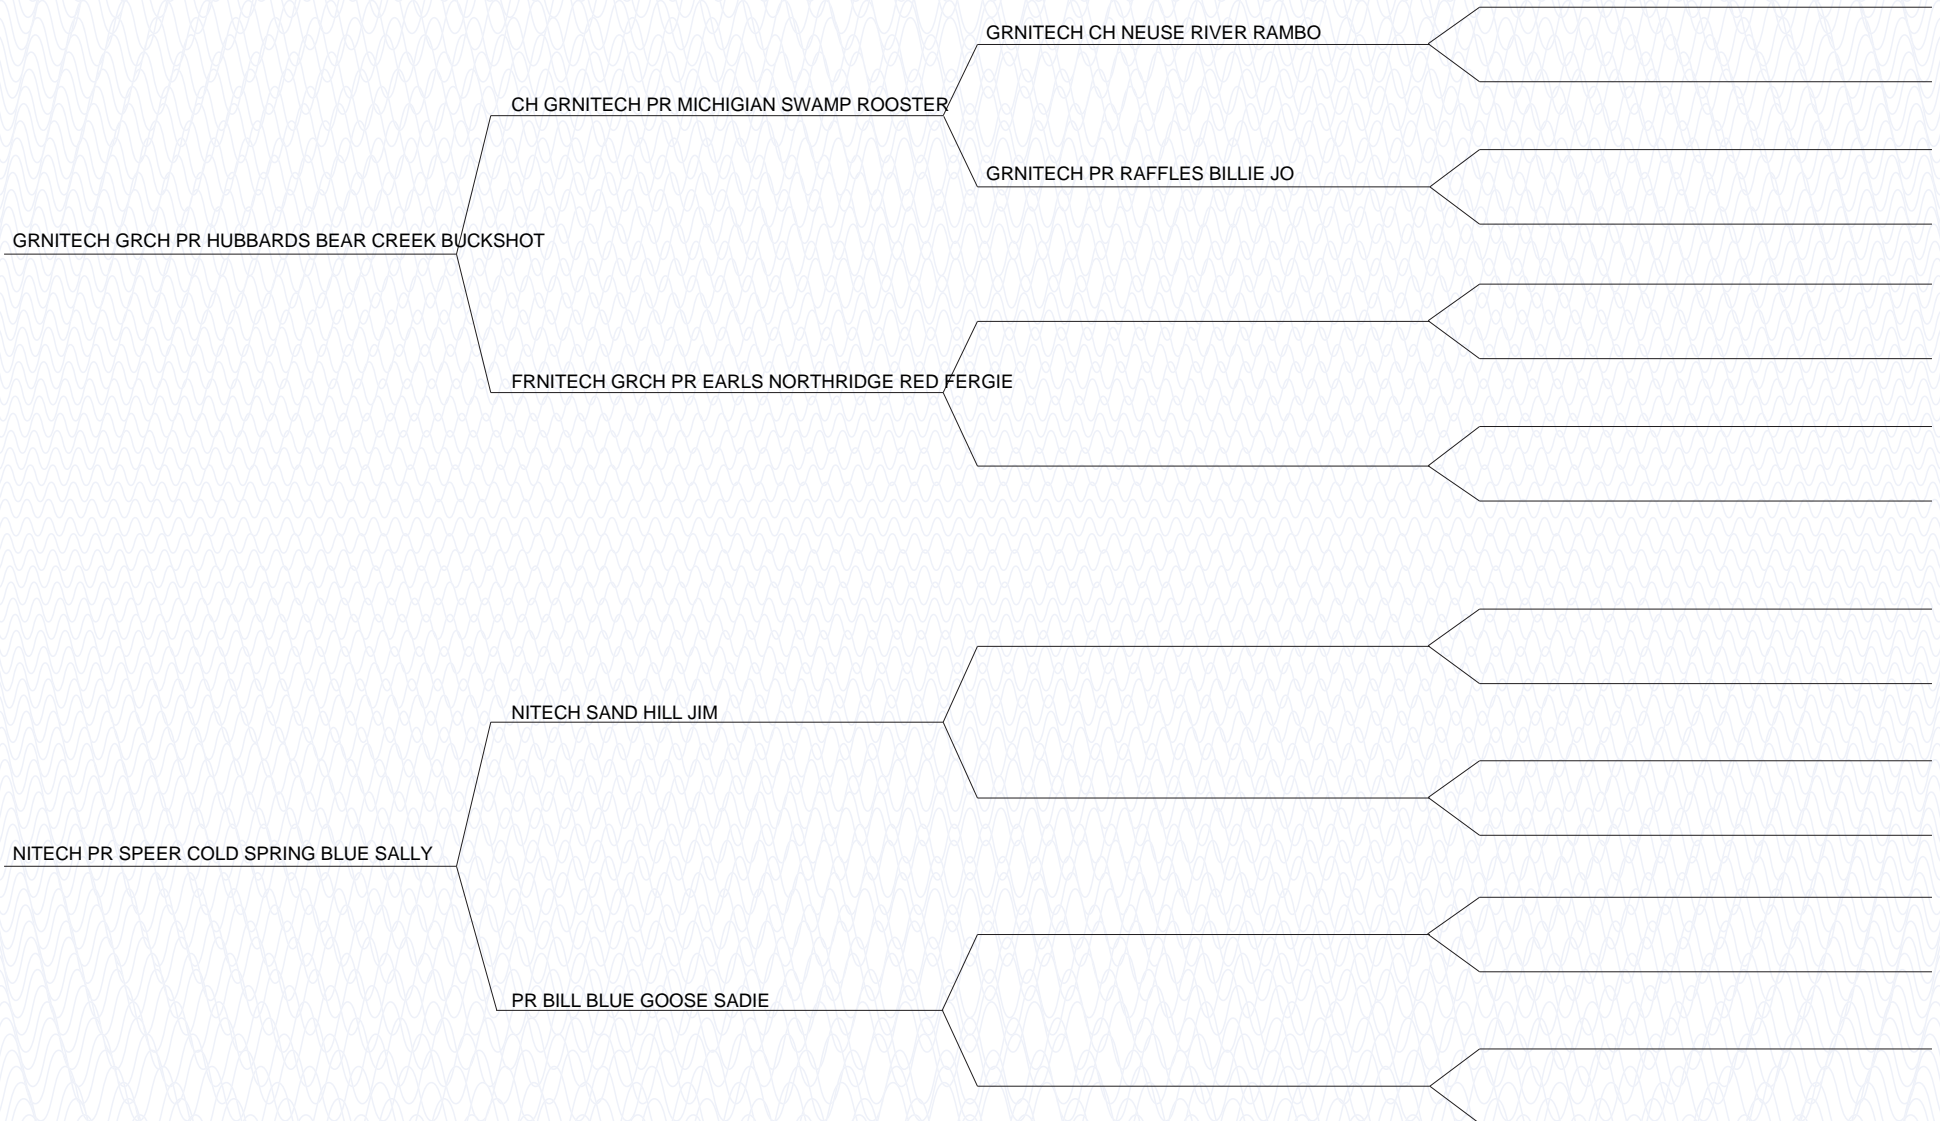 GRNITECH CH NEUSE RIVER RAMBO
CH GRNITECH PR MICHIGIAN SWAMP ROOSTER
GRNITECH PR RAFFLES BILLIE JO
GRNITECH GRCH PR HUBBARDS BEAR CREEK BUCKSHOT
FRNITECH GRCH PR EARLS NORTHRIDGE RED FERGIE
NITECH SAND HILL JIM
NITECH PR SPEER COLD SPRING BLUE SALLY
PR BILL BLUE GOOSE SADIE